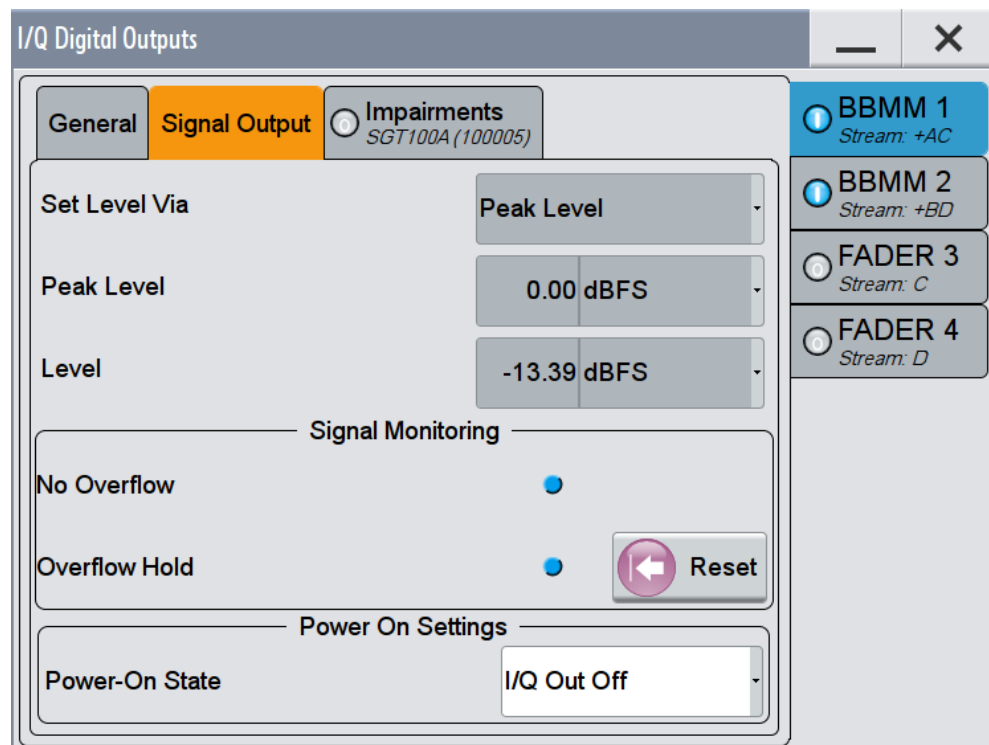 I/Q Digital Outputs
General
Signal Output
Impairments
SGT100A (100005)
Set Level Via
Peak Level
Peak Level
0.00 dBFS
Level
-13.39 dBFS
Signal Monitoring
No Overflow
Overflow Hold
Reset
Power On Settings
Power-On State
I/Q Out Off
BBMM 1
Stream: +AC
BBMM 2
Stream: +BD
FADER 3
Stream: C
FADER 4
Stream: D